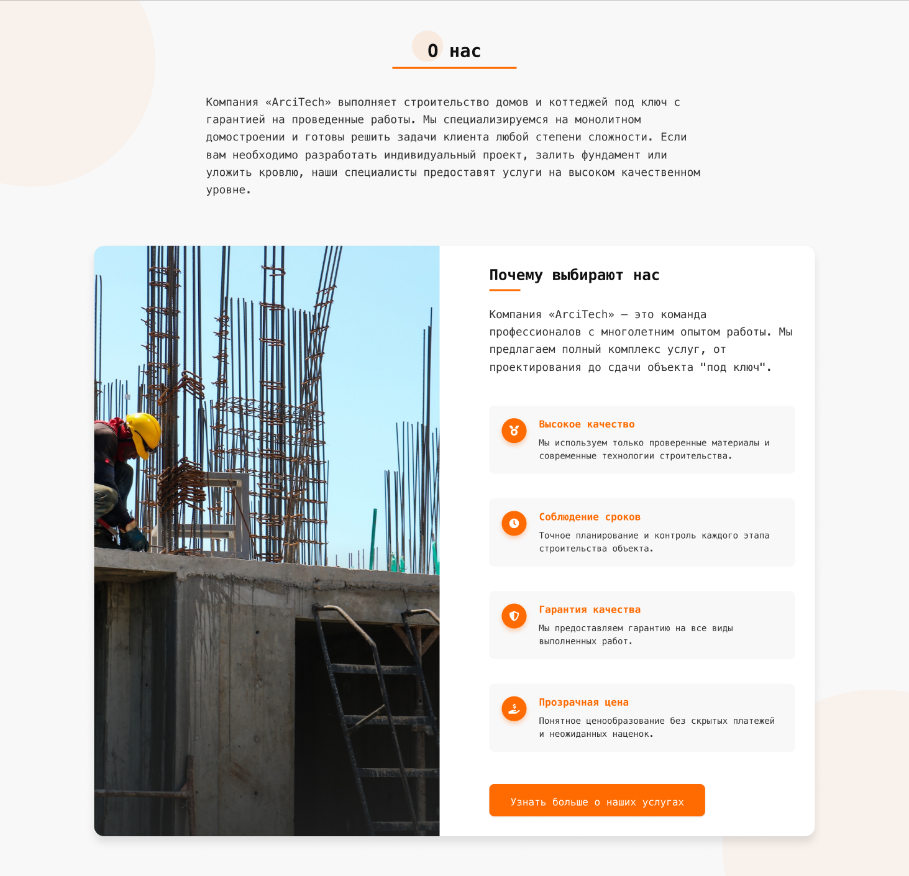 О нас
Компания «ArciTech» выполняет строительство домов и коттеджей под ключ с
гарантией на проведенные работы. Мы специализируемся на монолитном
домостроении и готовы решить задачи клиента любой степени сложности. Если
вам необходимо разработать индивидуальный проект, залить фундамент или
уложить кровлю, наши специалисты предоставят услуги на высоком качественном
уровне.
Почему выбирают нас
Компания «ArciTech» — это команда
профессионалов с многолетним опытом работы. Мы
предлагаем полный комплекс услуг, от
проектирования до сдачи объекта "под ключ".
Высокое качество
Мы используем только проверенные материалы и
современные технологии строительства.
Соблюдение сроков
Точное планирование и контроль каждого этапа
строительства объекта.
Гарантия качества
Мы предоставляем гарантию на все виды
выполненных работ.
Прозрачная цена
Понятное ценообразование без скрытых платежей
и неожиданных наценок.
Узнать больше о наших услугах